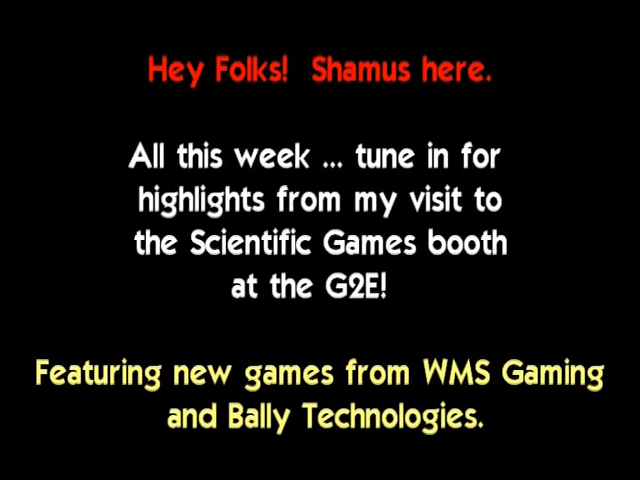 Hey Folks!  Shamus here.
All this week ... tune in for
highlights from my visit to
the Scientific Games booth
at the G2E!
Featuring new games from WMS Gaming
and Bally Technologies.